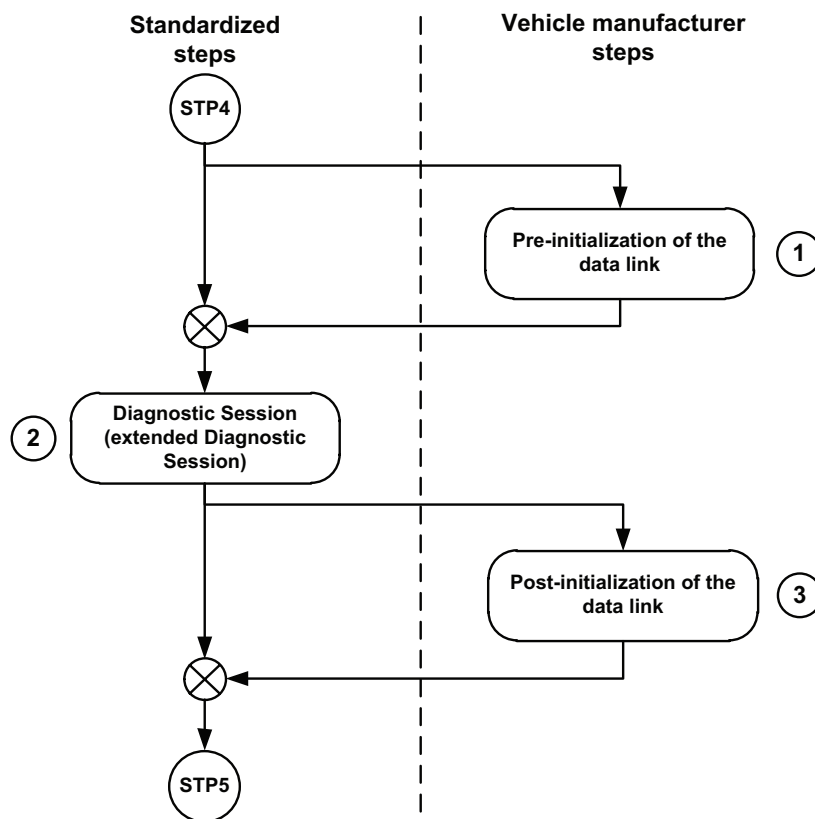 Standardized
steps
Vehicle manufacturer
steps
STP4
Pre-initialization of the
data link
1
Diagnostic Session
(extended Diagnostic
Session)
2
Post-initialization of the
data link
3
STP5